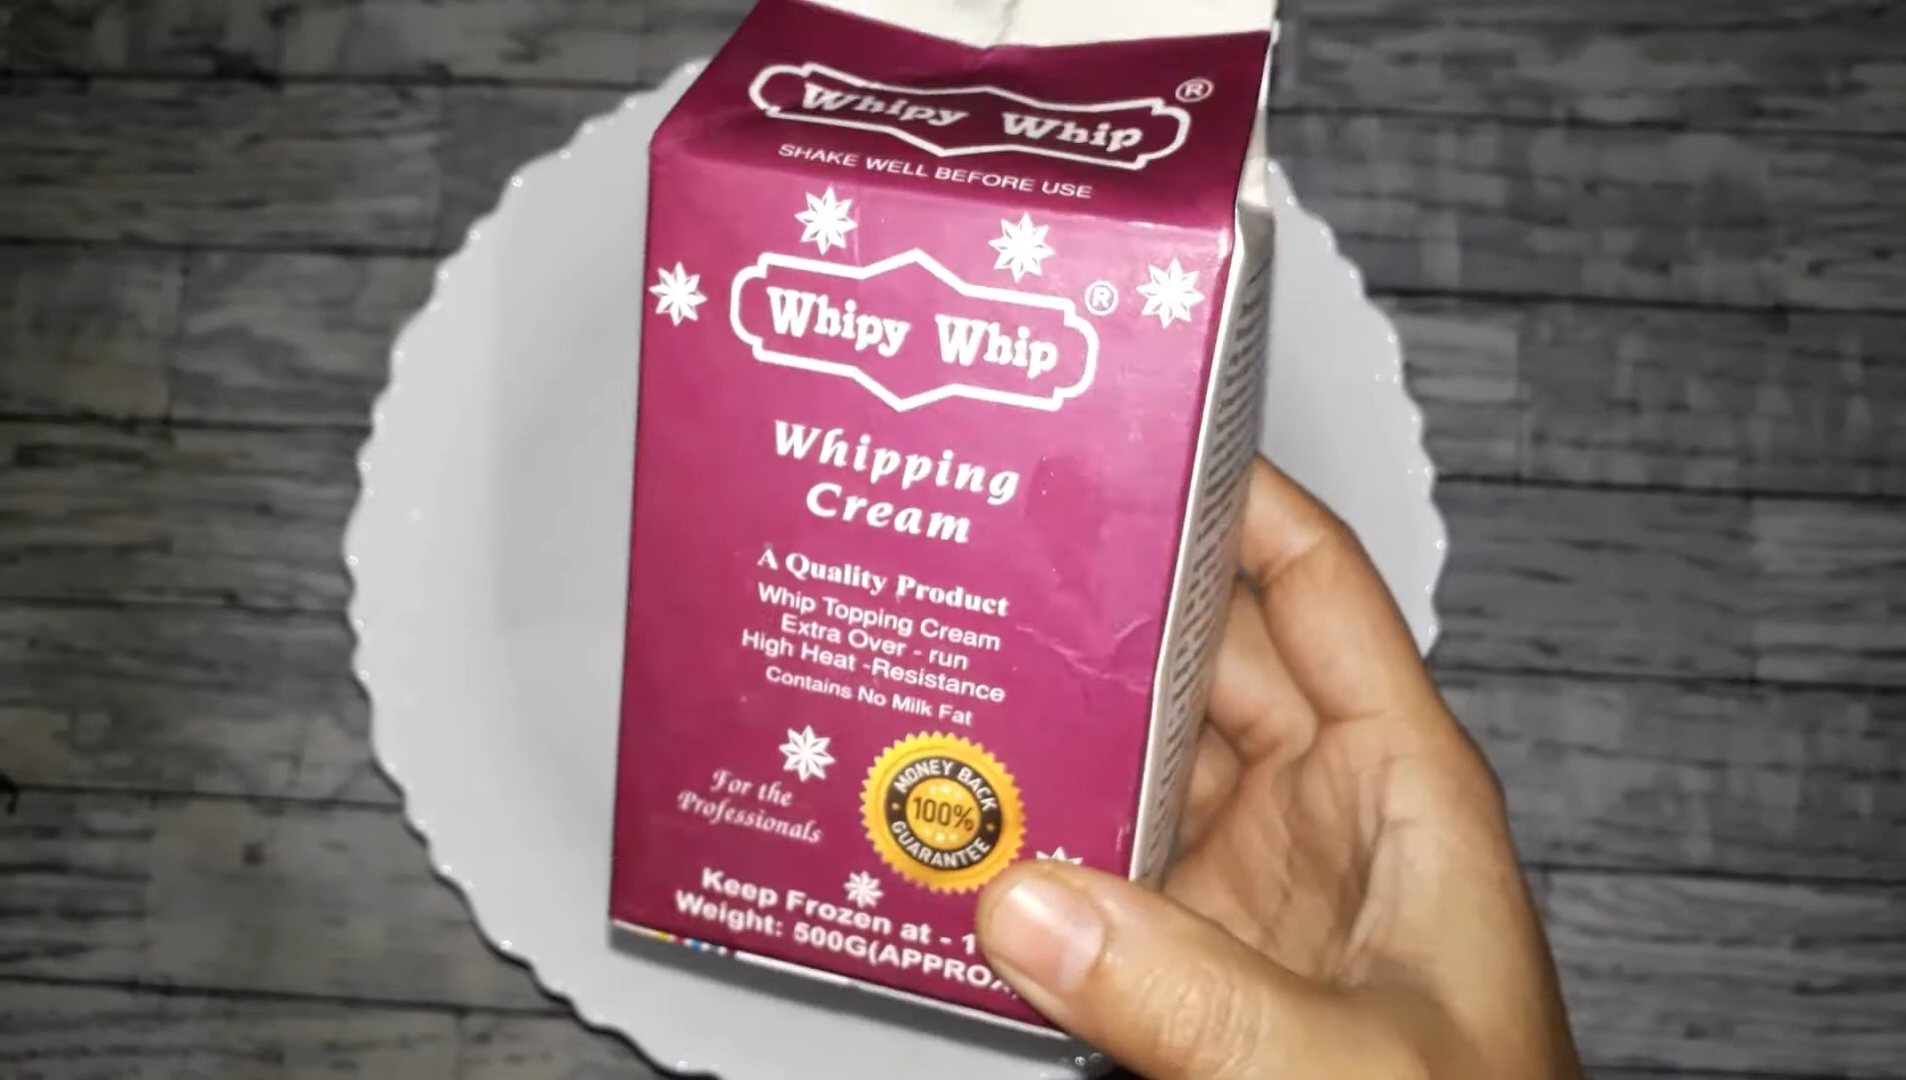 Whipy Whip ®
SHAKE WELL BEFORE USE
Whipy Whip ®
Whipping
Cream
A Quality Product
Whip Topping Cream
Extra Over - run
High Heat -Resistance
Contains No Milk Fat
For the
Professionals
MONEY BACK
100%
GUARANTEE
Keep Frozen at - 1
Weight: 500G(APPROX.